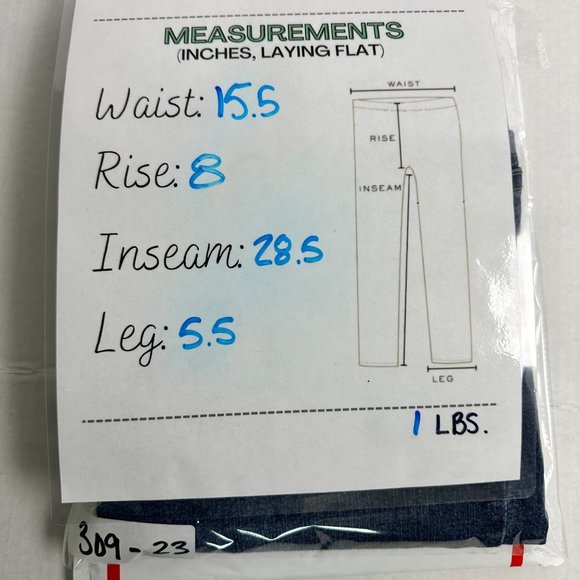 MEASUREMENTS
(INCHES, LAYING FLAT)
Waist: 15.5
Rise: 8
Inseam: 28.5
Leg: 5.5
WAIST
RISE
INSEAM
LEG
1 LBS.
309 - 23